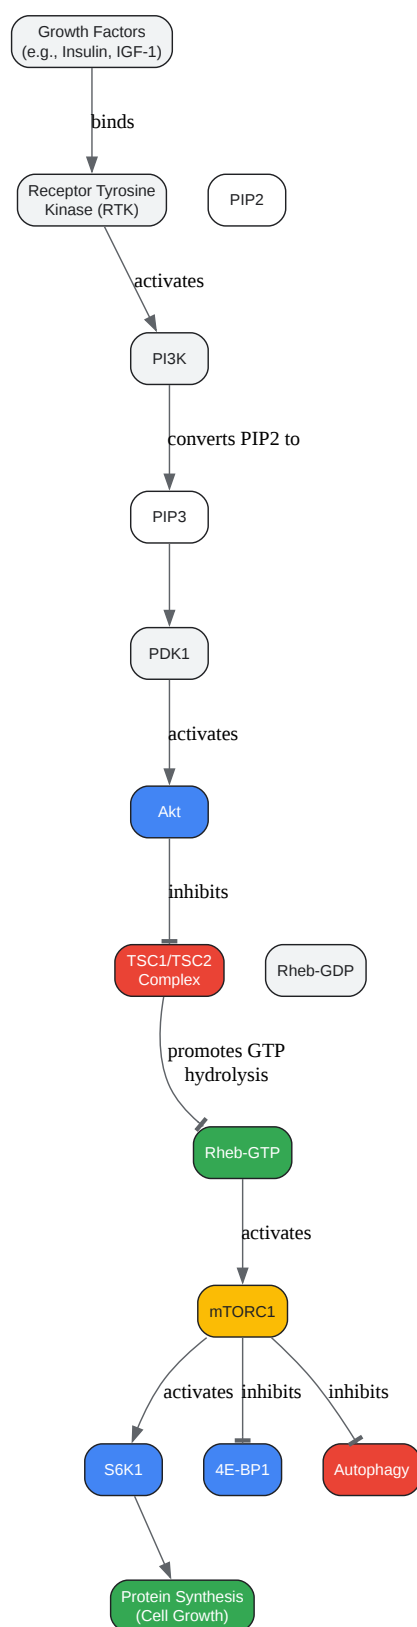 Growth Factors
(e.g., Insulin, IGF-1)
binds
Receptor Tyrosine
Kinase (RTK)
PIP2
activates
PI3K
converts PIP2 to
PIP3
PDK1
activates
Akt
inhibits
TSC1/TSC2
Complex
Rheb-GDP
promotes GTP
hydrolysis
Rheb-GTP
activates
mTORC1
activates
inhibits
inhibits
S6K1
4E-BP1
Autophagy
Protein Synthesis
(Cell Growth)